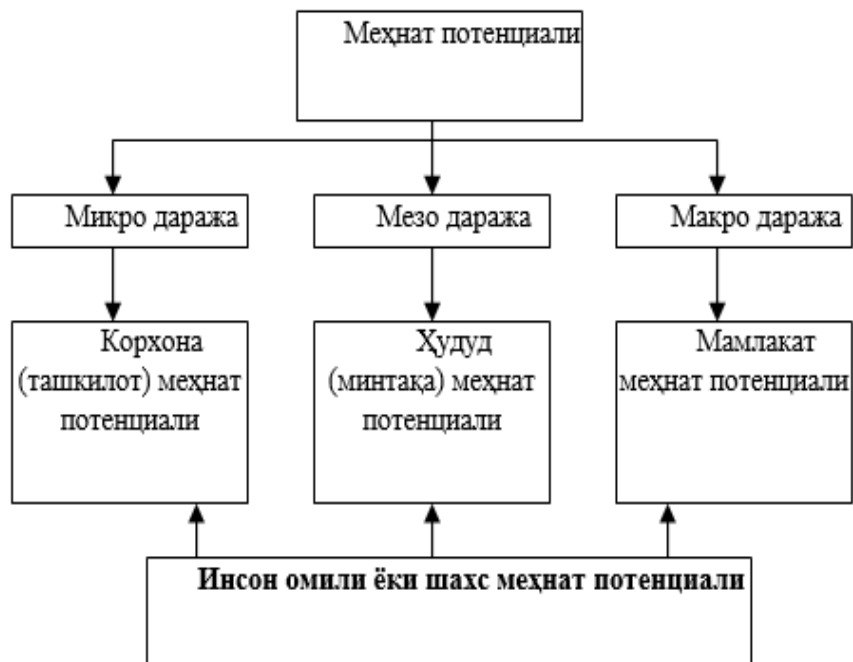 Меҳнат потенциали
Микро даража
Мезо даража
Макро даража
Корхона
(ташкилот) меҳнат
потенциали
Ҳудуд
(минтақа) меҳнат
потенциали
Мамлакат
меҳнат потенциали
Инсон омили ёки шахс меҳнат потенциали